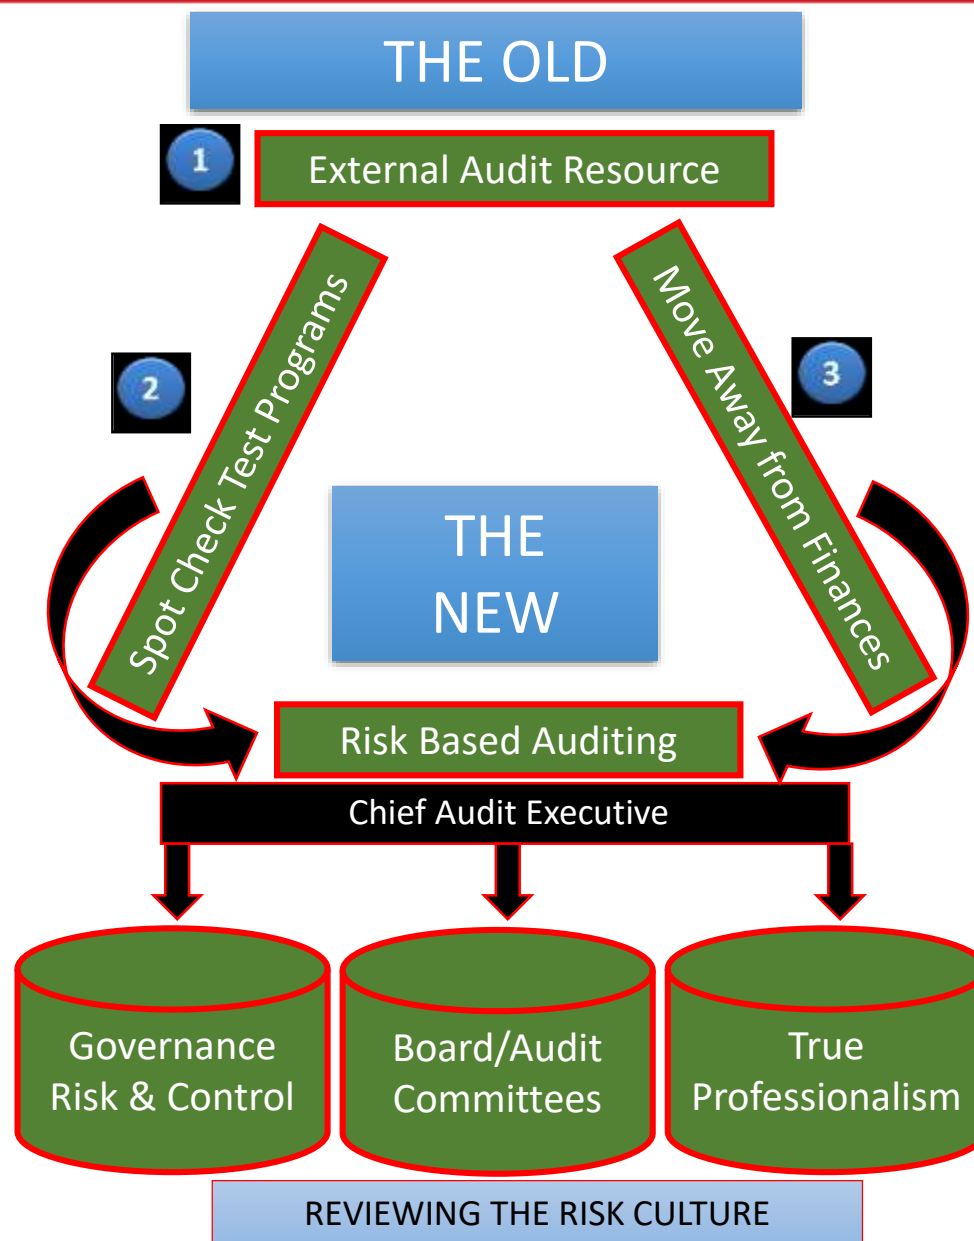 THE OLD
1
External Audit Resource
2
Spot Check Test Programs
3
Move Away from Finances
THE
NEW
Risk Based Auditing
Chief Audit Executive
Governance
Risk & Control
Board/Audit
Committees
True
Professionalism
REVIEWING THE RISK CULTURE